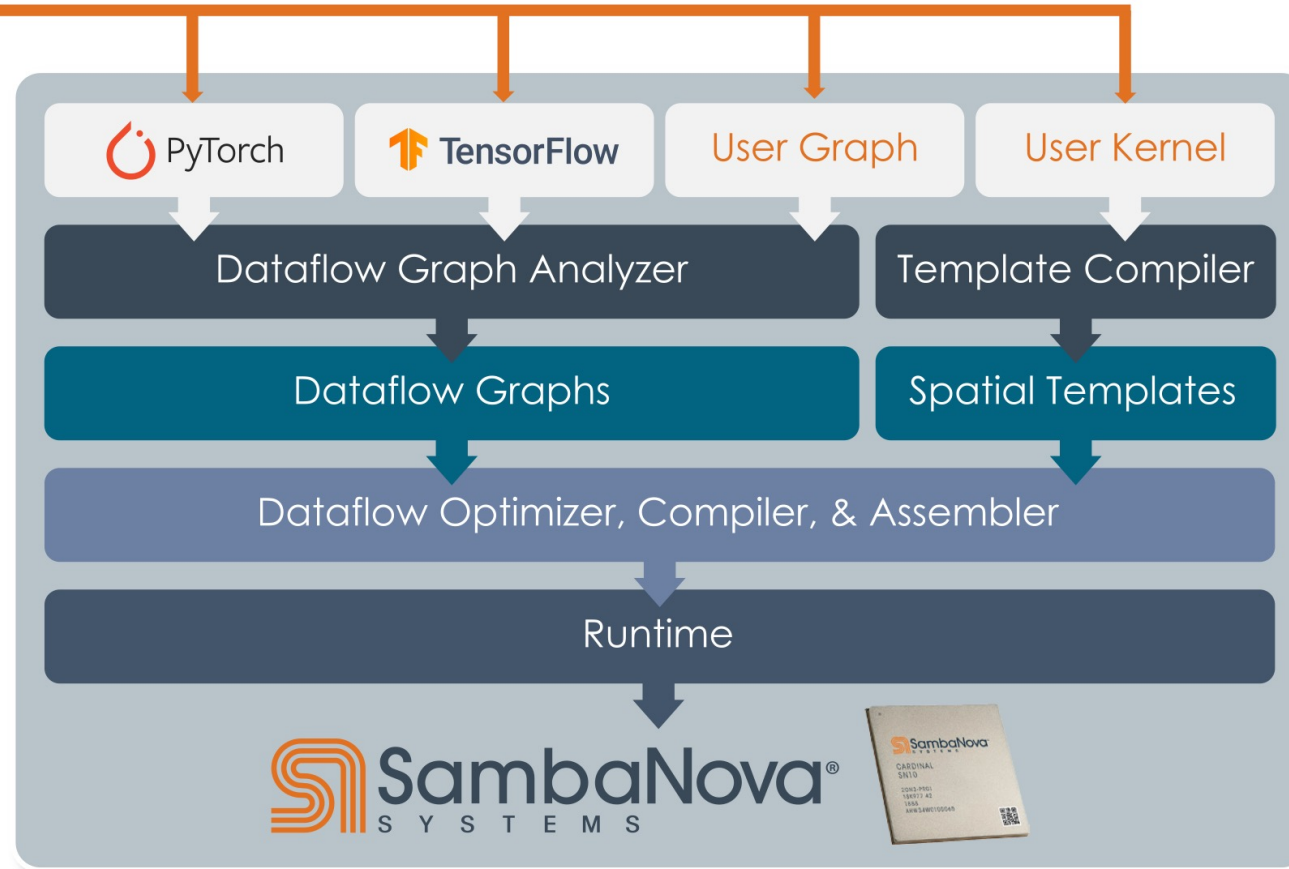 PyTorch
TensorFlow
User Graph
User Kernel
Dataflow Graph Analyzer
Template Compiler
Dataflow Graphs
Spatial Templates
Dataflow Optimizer, Compiler, & Assembler
Runtime
SambaNova®
SYSTEMS
SambaNova
SYSTEMS
CARDINAL
SN10